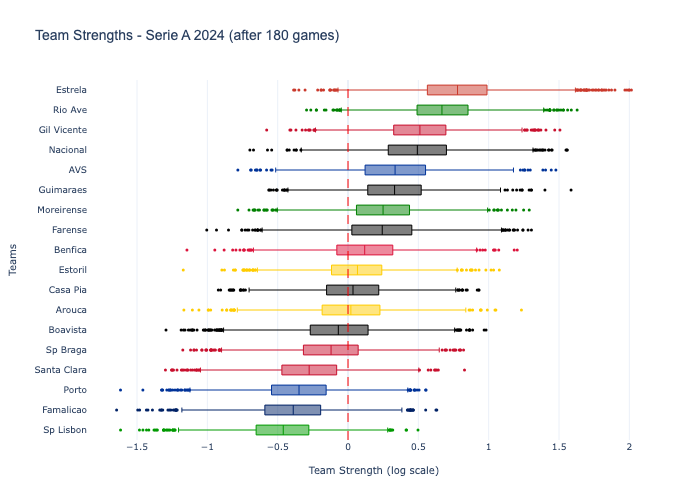 Team Strengths - Serie A 2024 (after 180 games)
Estrela
Rio Ave
Gil Vicente
Nacional
AVS
Guimaraes
Moreirense
Farense
Benfica
Estoril
Casa Pia
Arouca
Boavista
Sp Braga
Santa Clara
Porto
Famalicao
Sp Lisbon
Teams
−1.5 −1 −0.5 0 0.5 1 1.5 2
Team Strength (log scale)